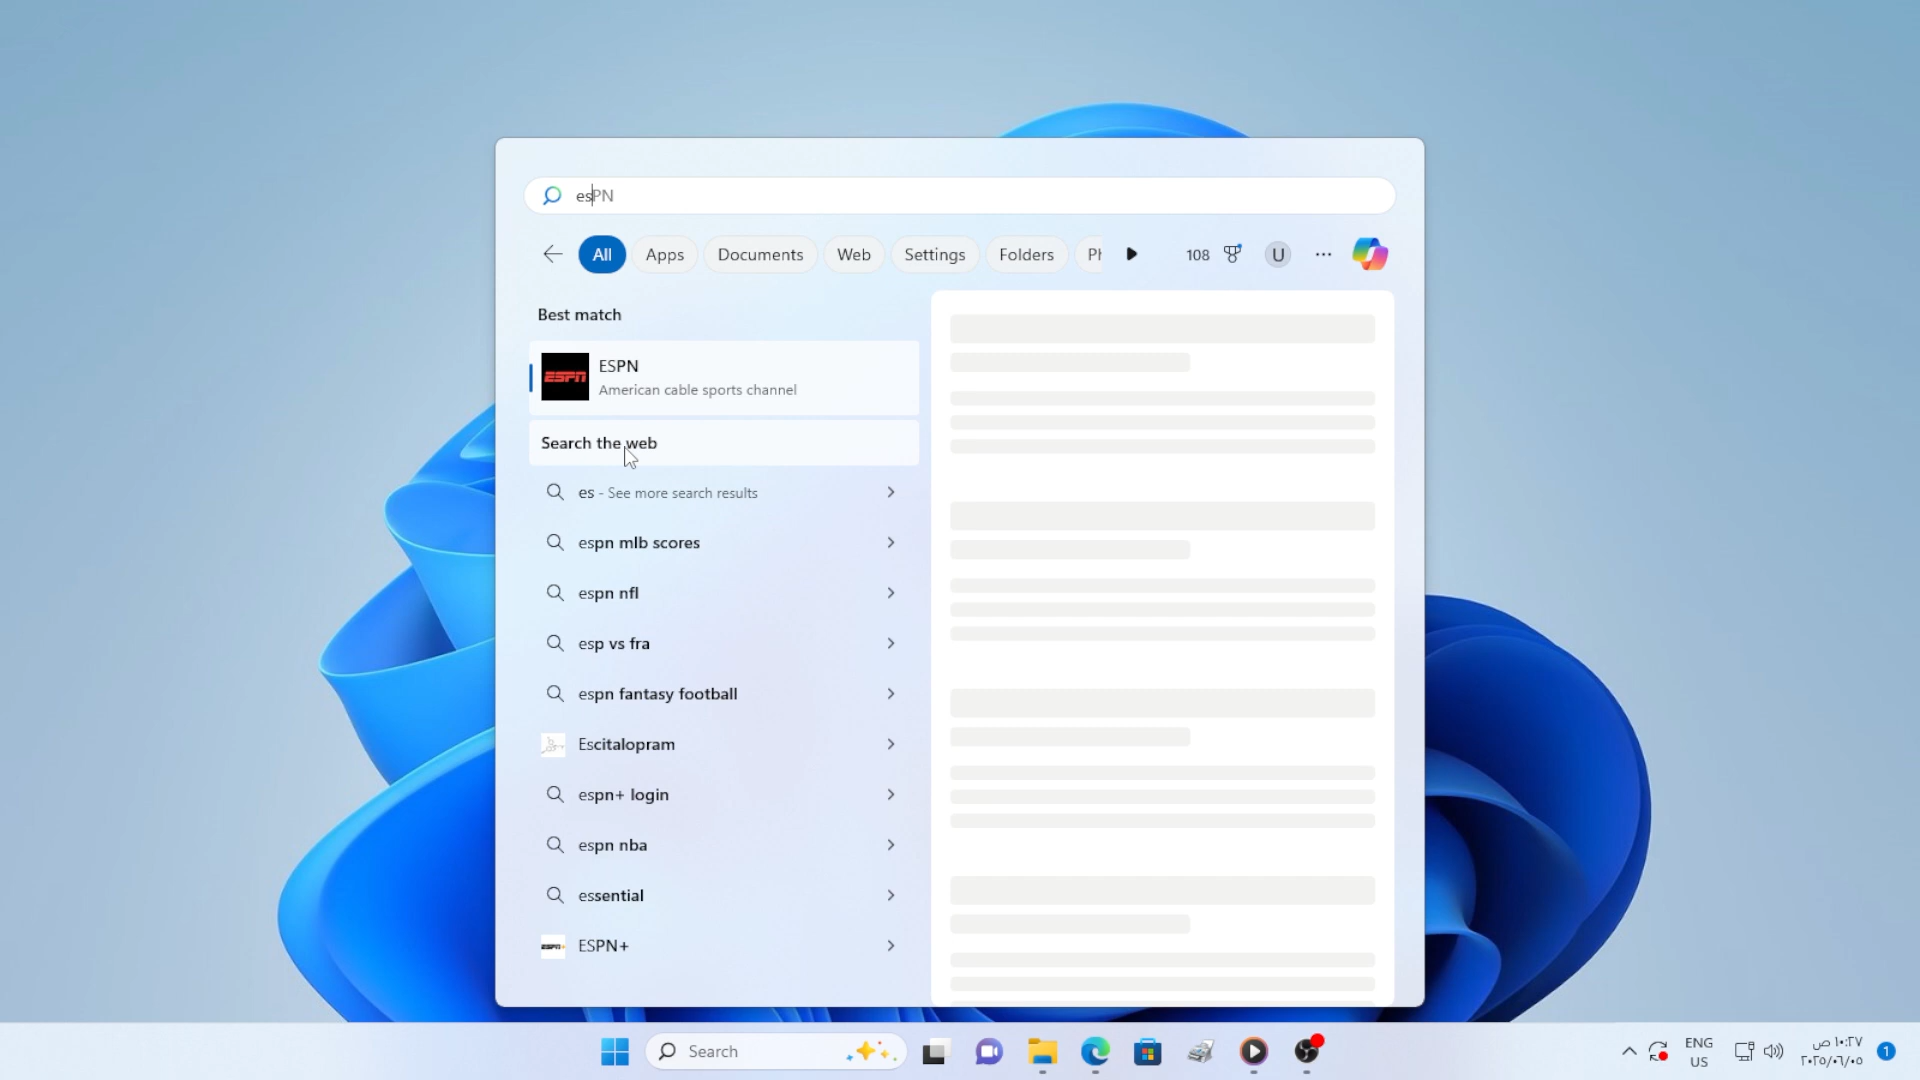 esPN
All Apps Documents Web Settings Folders Ph 108 U
Best match
ESPN
ESPN
American cable sports channel
Search the web
es - See more search results
espn mlb scores
espn nfl
esp vs fra
espn fantasy football
Escitalopram
espn+ login
espn nba
essential
ESPN+
Search
ENG
US
١٠:٢٧ ص
٢٠٢٥/٠٦/٠٥
1